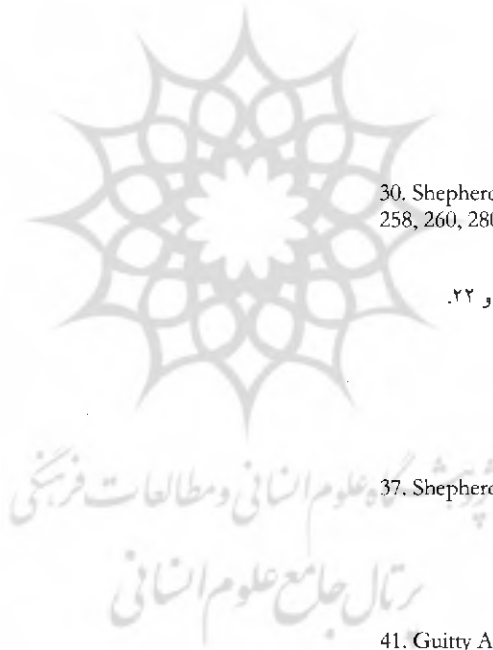 30. Shepherd
258, 260, 280
و ۲۲.
پژوهشگاه علوم انسانی و مطالعات فرهنگی
37. Shepherd
پرتال جامع علوم انسانی
41. Guitty A